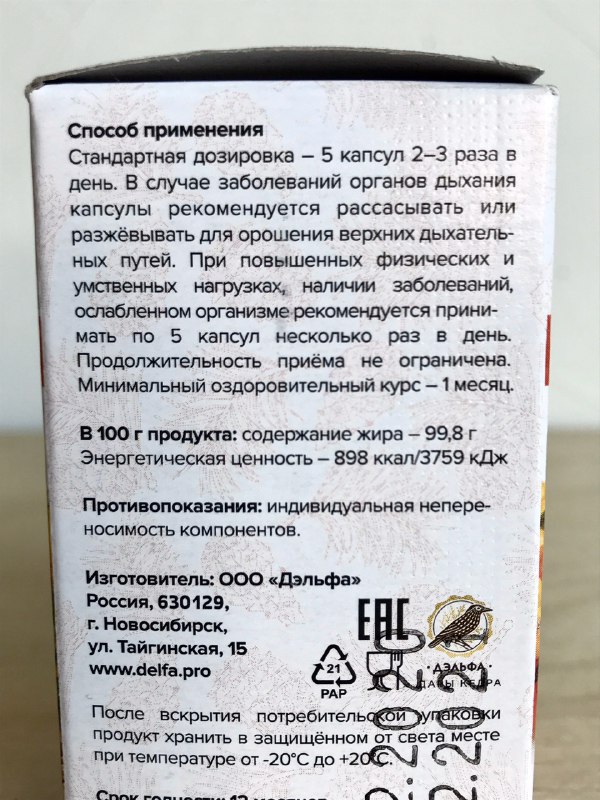 Способ применения
Стандартная дозировка – 5 капсул 2–3 раза в
день. В случае заболеваний органов дыхания
капсулы рекомендуется рассасывать или
разжёвывать для орошения верхних дыхатель-
ных путей. При повышенных физических и
умственных нагрузках, наличии заболеваний,
ослабленном организме рекомендуется прини-
мать по 5 капсул несколько раз в день.
Продолжительность приёма не ограничена.
Минимальный оздоровительный курс – 1 месяц.
В 100 г продукта: содержание жира – 99,8 г
Энергетическая ценность – 898 ккал/3759 кДж
Противопоказания: индивидуальная непере-
носимость компонентов.
Изготовитель: ООО «Дэльфа»
Россия, 630129,
г. Новосибирск,
ул. Тайгинская, 15
www.delfa.pro
EAC
21
PAP
ДЭЛЬФА
ДАРЫ КЕДРА
После вскрытия потребительской упаковки
продукт хранить в защищённом от света месте
при температуре от -20°С до +20°С.
Срок годности: 12 месяцев